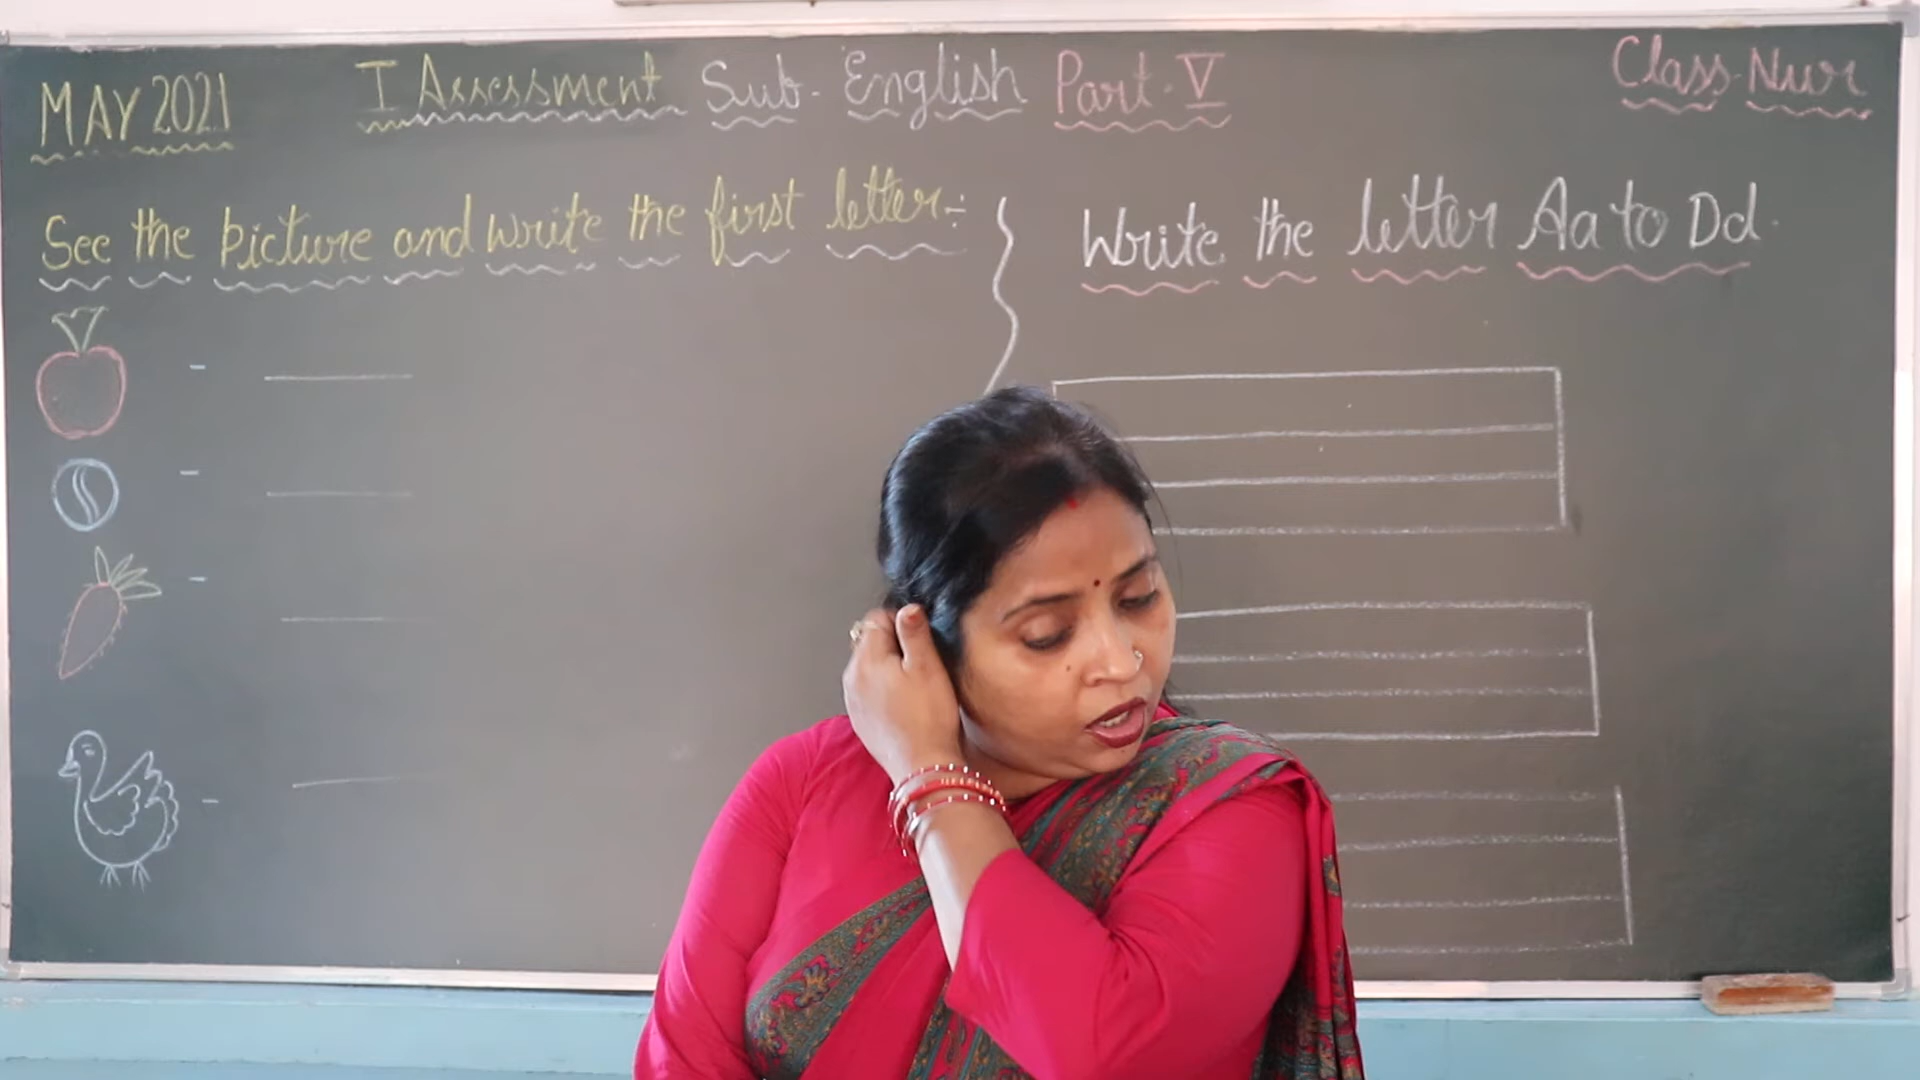 MAY 2021 I Assessment Sub- English Part-V Class-Nur
See the picture and write the first letter:-
Write the letter Aa to Dd.